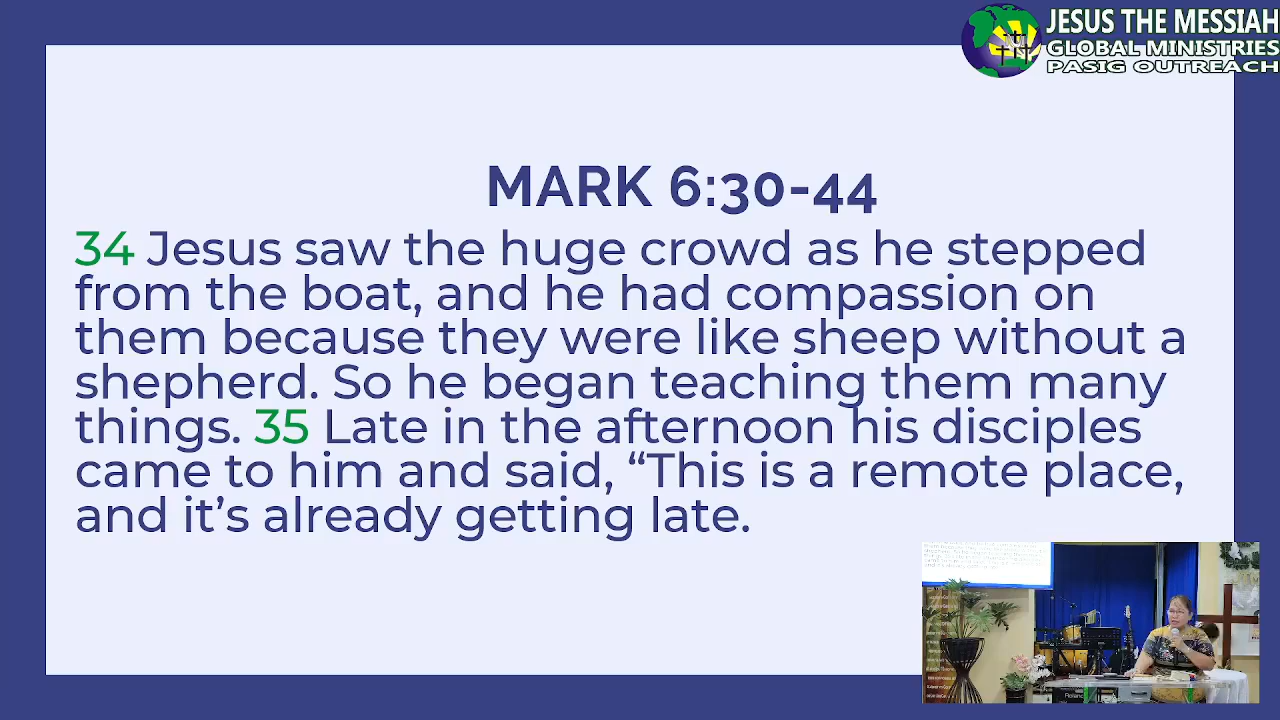 JESUS THE MESSIAH
GLOBAL MINISTRIES
PASIG OUTREACH
MARK 6:30-44
34 Jesus saw the huge crowd as he stepped
from the boat, and he had compassion on
them because they were like sheep without a
shepherd. So he began teaching them many
things. 35 Late in the afternoon his disciples
came to him and said, “This is a remote place,
and it’s already getting late.
Roland